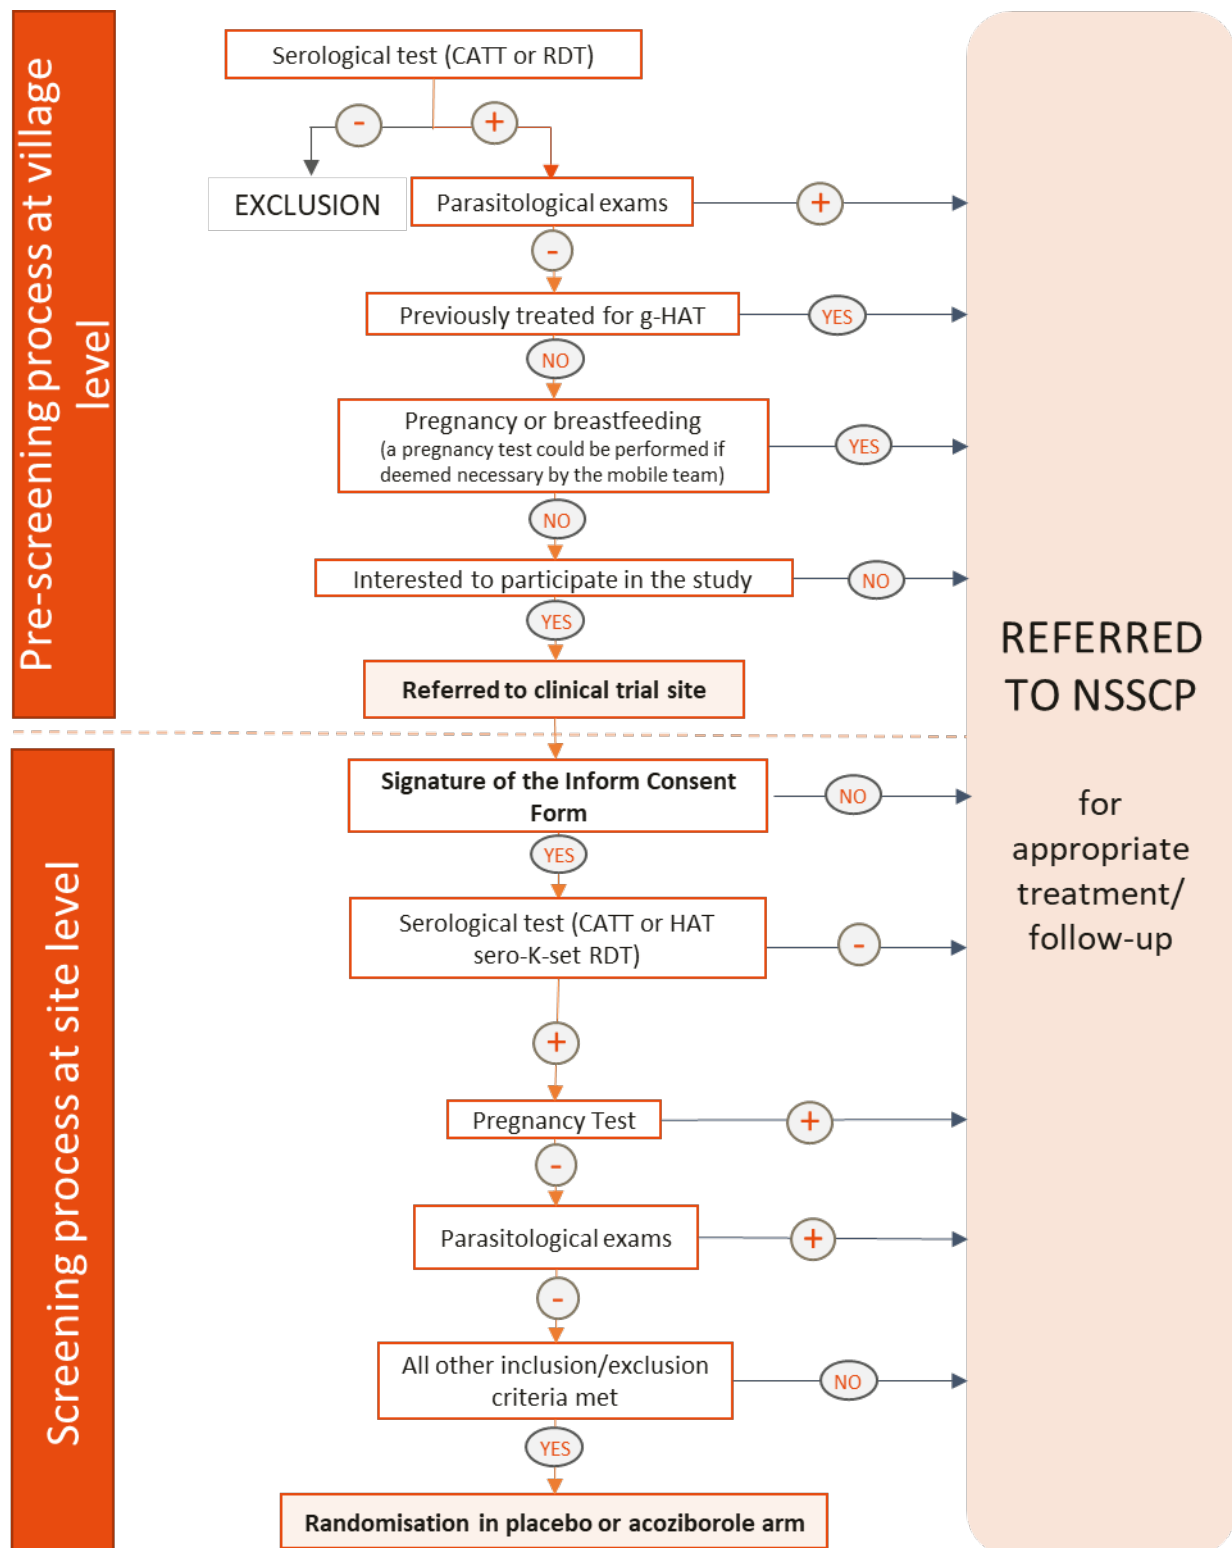 Pre-screening process at village
level
Serological test (CATT or RDT)
-
+
EXCLUSION
Parasitological exams
+
-
Previously treated for g-HAT
YES
NO
Pregnancy or breastfeeding
(a pregnancy test could be performed if
deemed necessary by the mobile team)
YES
NO
Interested to participate in the study
NO
YES
Referred to clinical trial site
Screening process at site level
Signature of the Inform Consent
Form
NO
YES
Serological test (CATT or HAT
sero-K-set RDT)
-
+
Pregnancy Test
+
-
Parasitological exams
+
-
All other inclusion/exclusion
criteria met
NO
YES
Randomisation in placebo or acoziborole arm
REFERRED
TO NSSCP
for
appropriate
treatment/
follow-up